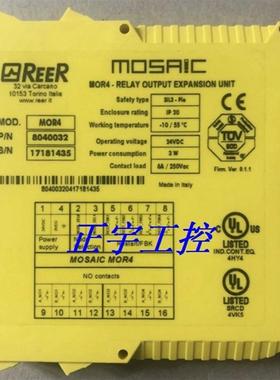 REER
MOSAIC
32 via Carcano
10153 Torino Italia
www.reer.it
MOR4 - RELAY OUTPUT EXPANSION UNIT
Safety type SIL3 - PLe
Enclosure rating IP 20
Working temperature -10 / 55 °C
Operating voltage 24VDC
Power consumption 3 W
Contact load 6A / 250Vac
MOD. MOR4
P/N 8040032
S/N 17181435
TÜV
Firm. Ver. 0.1.1
80400320417181435
Made in Italy
1 2 3 4 5 6 7 8
Power supply
MOSAIC MOR4
NO contacts
9 10 11 12 13 14 15 16
C UL US
LISTED
IND.CONT.EQ
4HY4
C UL US
LISTED
SRCD
4VK5
正宇工控